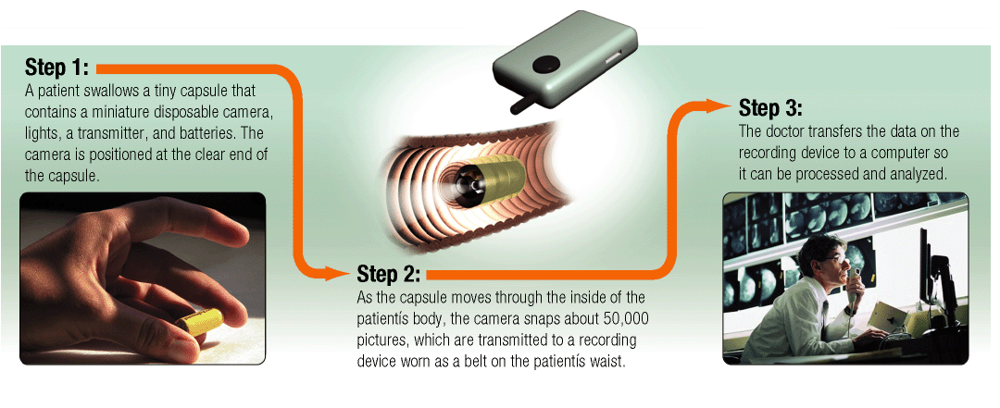 Step 1:
A patient swallows a tiny capsule that
contains a miniature disposable camera,
lights, a transmitter, and batteries. The
camera is positioned at the clear end of
the capsule.
Step 2:
As the capsule moves through the inside of the
patientís body, the camera snaps about 50,000
pictures, which are transmitted to a recording
device worn as a belt on the patientís waist.
Step 3:
The doctor transfers the data on the
recording device to a computer so
it can be processed and analyzed.